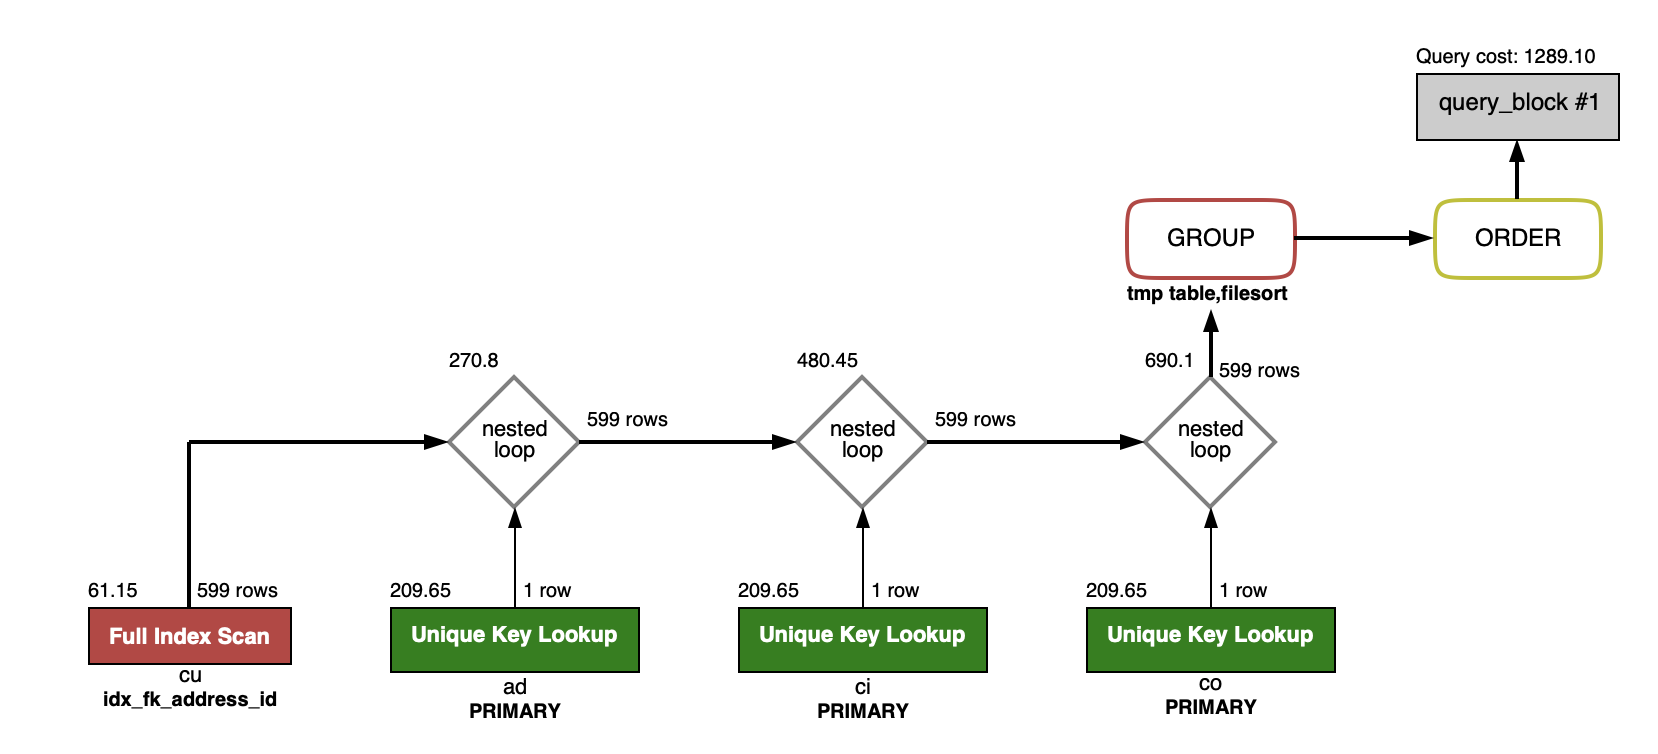 Query cost: 1289.10
query_block #1
GROUP
ORDER
tmp table,filesort
270.8
480.45
690.1
599 rows
nested
loop
599 rows
nested
loop
599 rows
nested
loop
61.15
599 rows
209.65
1 row
209.65
1 row
209.65
1 row
Full Index Scan
Unique Key Lookup
Unique Key Lookup
Unique Key Lookup
cu
idx_fk_address_id
ad
PRIMARY
ci
PRIMARY
co
PRIMARY